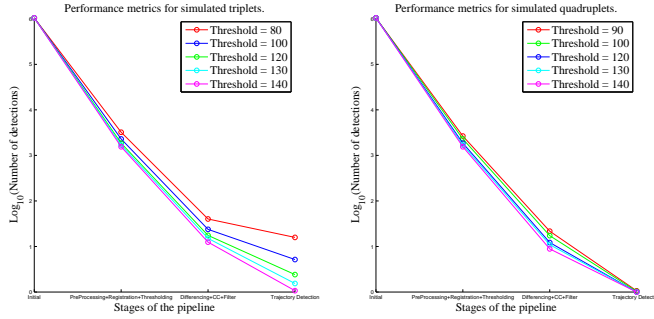 Performance metrics for simulated triplets.
Log10(Number of detections)
6
5
4
3
2
1
0
Threshold = 80
Threshold = 100
Threshold = 120
Threshold = 130
Threshold = 140
Initial
PreProcessing+Registration+Thresholding
Differencing+CC+Filter
Trajectory Detection
Stages of the pipeline
Performance metrics for simulated quadruplets.
Log10(Number of detections)
6
5
4
3
2
1
0
Threshold = 90
Threshold = 100
Threshold = 120
Threshold = 130
Threshold = 140
Initial
PreProcessing+Registration+Thresholding
Differencing+CC+Filter
Trajectory Detect
Stages of the pipeline